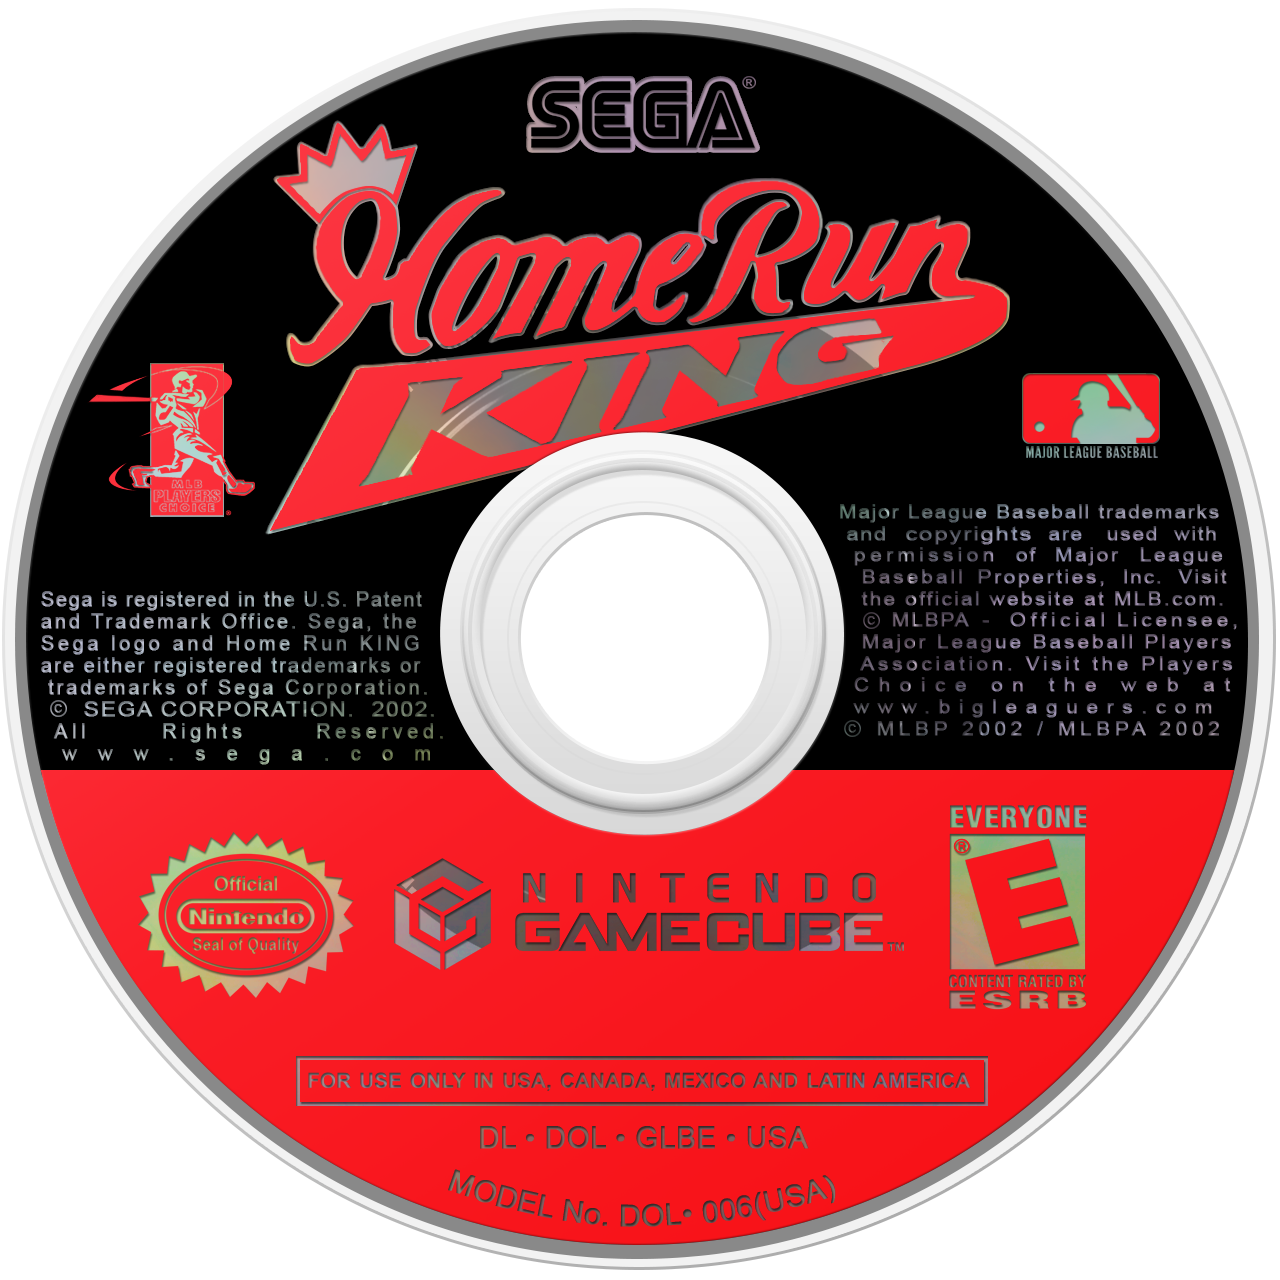 SEGA®
Home Run
KING
MLB
PLAYERS
CHOICE
MAJOR LEAGUE BASEBALL
Sega is registered in the U.S. Patent
and Trademark Office. Sega, the
Sega logo and Home Run KING
are either registered trademarks or
trademarks of Sega Corporation.
© SEGA CORPORATION. 2002.
All Rights Reserved.
www.sega.com
Major League Baseball trademarks
and copyrights are used with
permission of Major League
Baseball Properties, Inc. Visit
the official website at MLB.com.
© MLBPA - Official Licensee,
Major League Baseball Players
Association. Visit the Players
Choice on the web at
www.bigleaguers.com
© MLBP 2002 / MLBPA 2002
Official
Nintendo
Seal of Quality
NINTENDO
GAMECUBE™
EVERYONE
E®
CONTENT RATED BY
ESRB
FOR USE ONLY IN USA, CANADA, MEXICO AND LATIN AMERICA
DL • DOL • GLBE • USA
MODEL No. DOL• 006(USA)